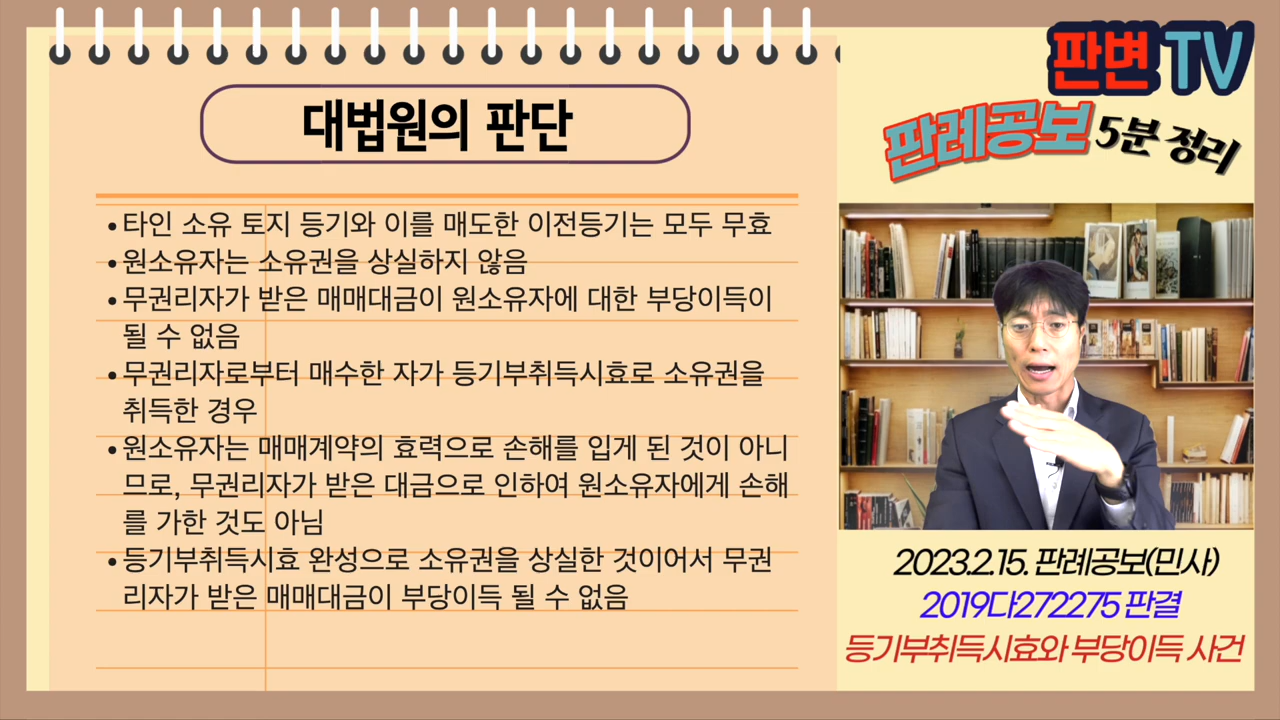 대법원의 판단
• 타인 소유 토지 등기와 이를 매도한 이전등기는 모두 무효
• 원소유자는 소유권을 상실하지 않음
• 무권리자가 받은 매매대금이 원소유자에 대한 부당이득이
될 수 없음
• 무권리자로부터 매수한 자가 등기부취득시효로 소유권을
취득한 경우
• 원소유자는 매매계약의 효력으로 손해를 입게 된 것이 아니
므로, 무권리자가 받은 대금으로 인하여 원소유자에게 손해
를 가한 것도 아님
• 등기부취득시효 완성으로 소유권을 상실한 것이어서 무권
리자가 받은 매매대금이 부당이득 될 수 없음
판변 TV
판례공보 5분 정리
2023.2.15. 판례공보(민사)
2019다272275 판결
등기부취득시효와 부당이득 사건